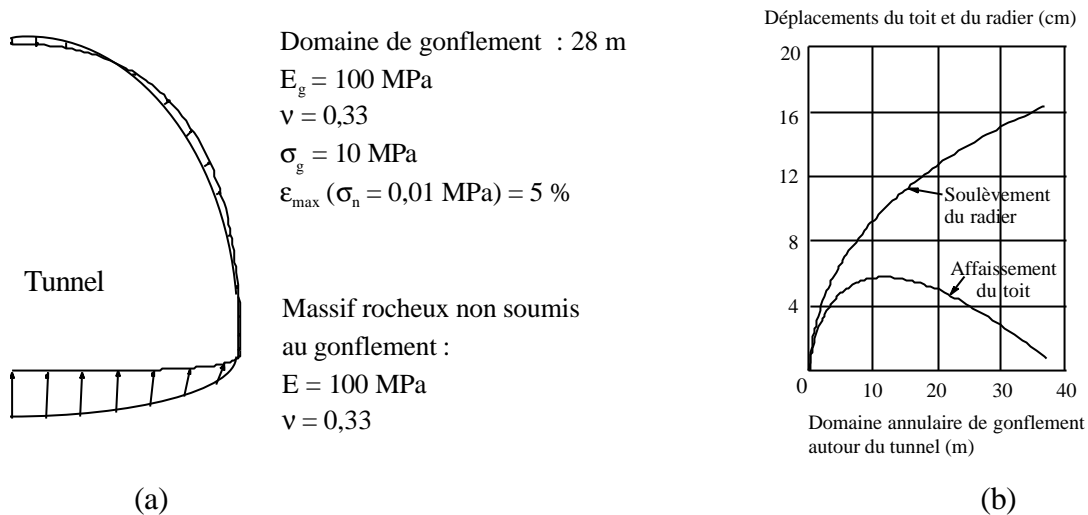 Domaine de gonflement : 28 m
E_g = 100 MPa
ν = 0,33
σ_g = 10 MPa
ε_max (σ_n = 0,01 MPa) = 5 %
Tunnel
Massif rocheux non soumis
au gonflement :
E = 100 MPa
ν = 0,33
(a)
Déplacements du toit et du radier (cm)
20
16
12
8
4
0
10
20
30
40
Soulèvement
du radier
Affaissement
du toit
Domaine annulaire de gonflement
autour du tunnel (m)
(b)